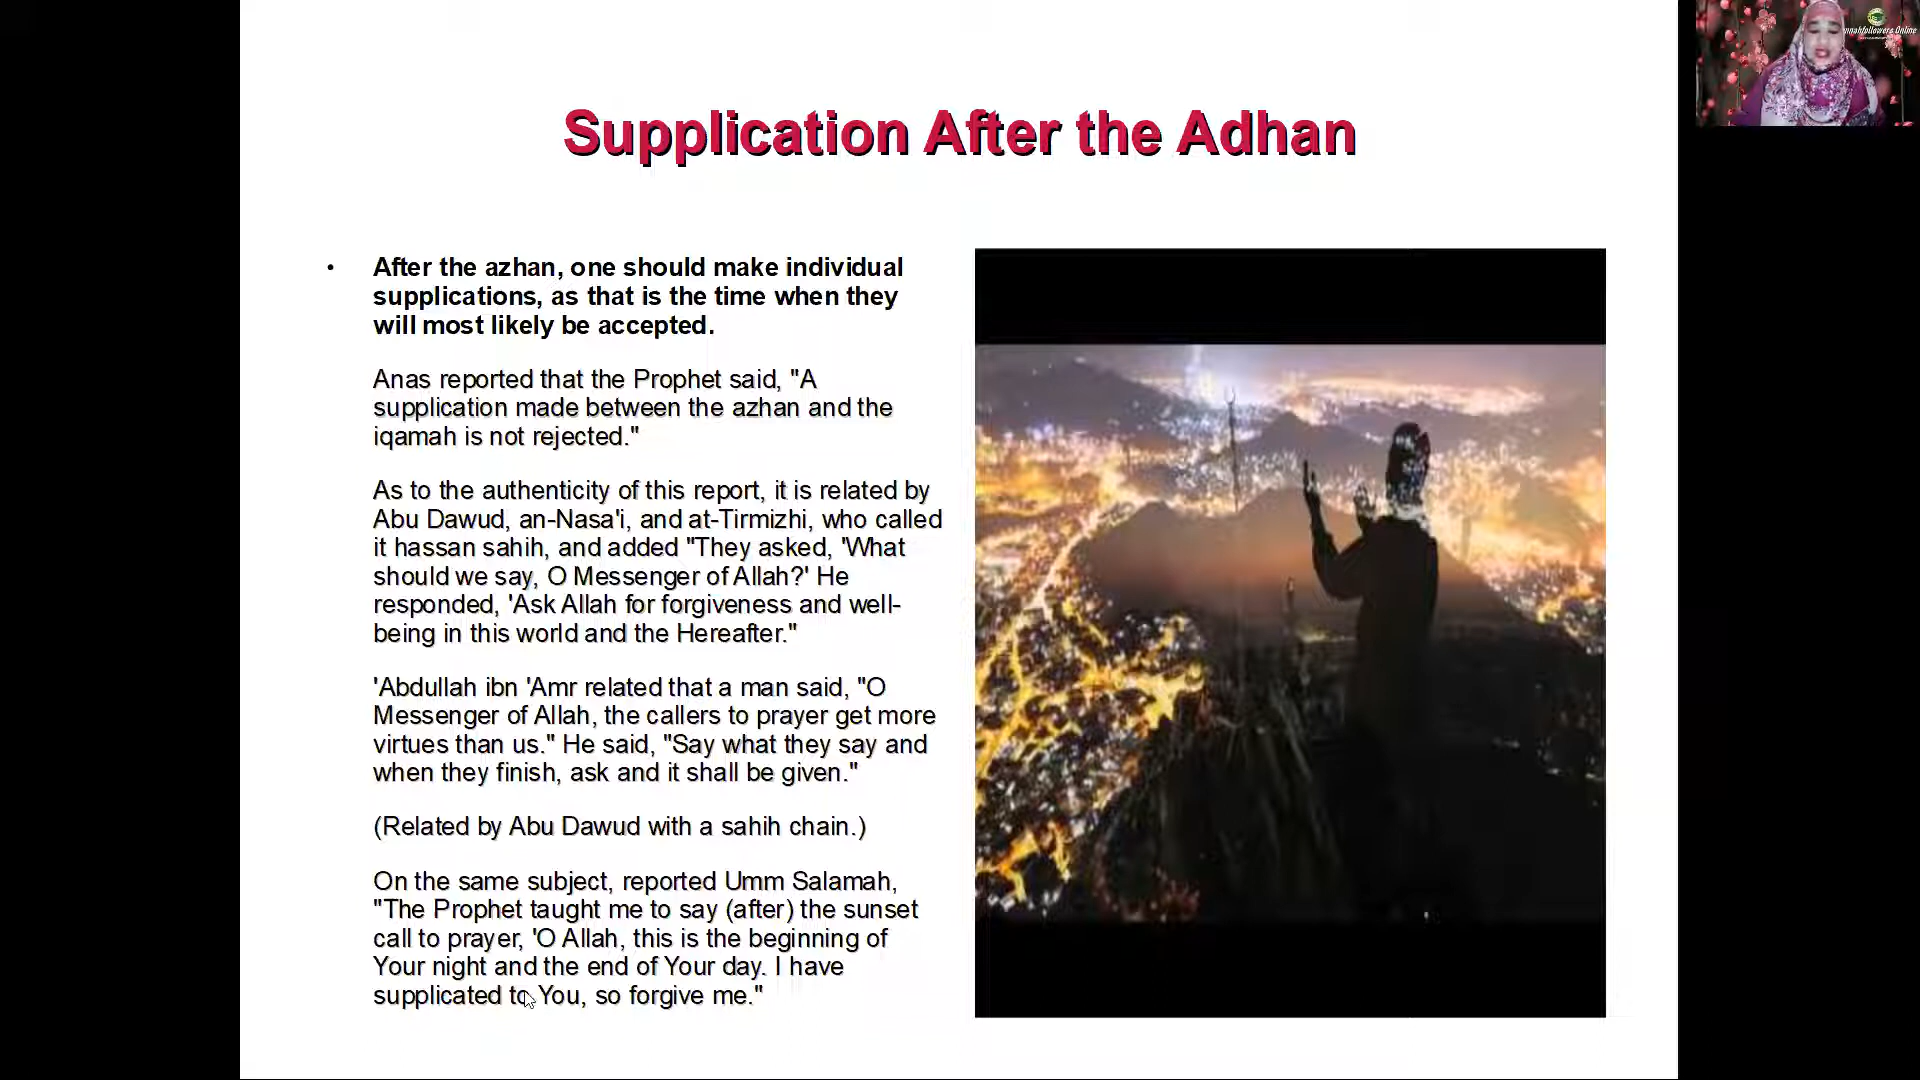 Supplication After the Adhan
• After the azhan, one should make individual
supplications, as that is the time when they
will most likely be accepted.
Anas reported that the Prophet said, "A
supplication made between the azhan and the
iqamah is not rejected."
As to the authenticity of this report, it is related by
Abu Dawud, an-Nasa'i, and at-Tirmizhi, who called
it hassan sahih, and added "They asked, 'What
should we say, O Messenger of Allah?' He
responded, 'Ask Allah for forgiveness and well-
being in this world and the Hereafter."
'Abdullah ibn 'Amr related that a man said, "O
Messenger of Allah, the callers to prayer get more
virtues than us." He said, "Say what they say and
when they finish, ask and it shall be given."
(Related by Abu Dawud with a sahih chain.)
On the same subject, reported Umm Salamah,
"The Prophet taught me to say (after) the sunset
call to prayer, 'O Allah, this is the beginning of
Your night and the end of Your day. I have
supplicated to You, so forgive me."
Online